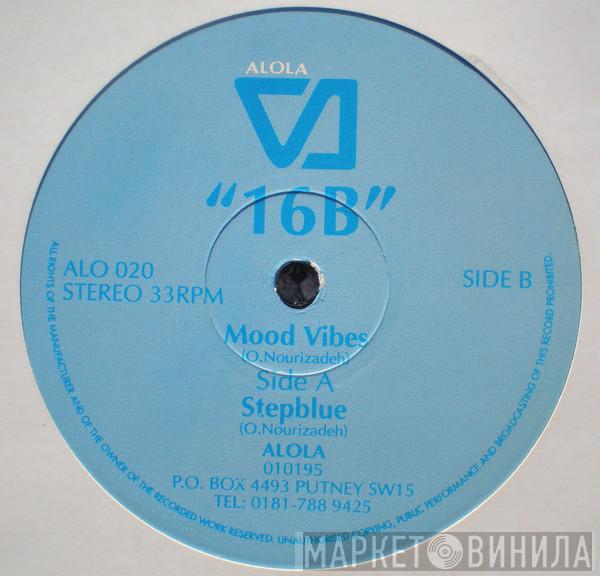 ALOLA
"16B"
ALO 020
STEREO 33RPM
SIDE B
Mood Vibes
(O.Nourizadeh)
Side A
Stepblue
(O.Nourizadeh)
ALOLA
010195
P.O. BOX 4493 PUTNEY SW15
TEL: 0181-788 9425
ALL RIGHTS OF THE MANUFACTURER AND OF THE OWNER OF THE RECORDED WORK RESERVED. UNAUTHORISED COPYING, PUBLIC PERFORMANCE AND BROADCASTING OF THIS RECORD PROHIBITED.
МАРКЕТ ВИНИЛА